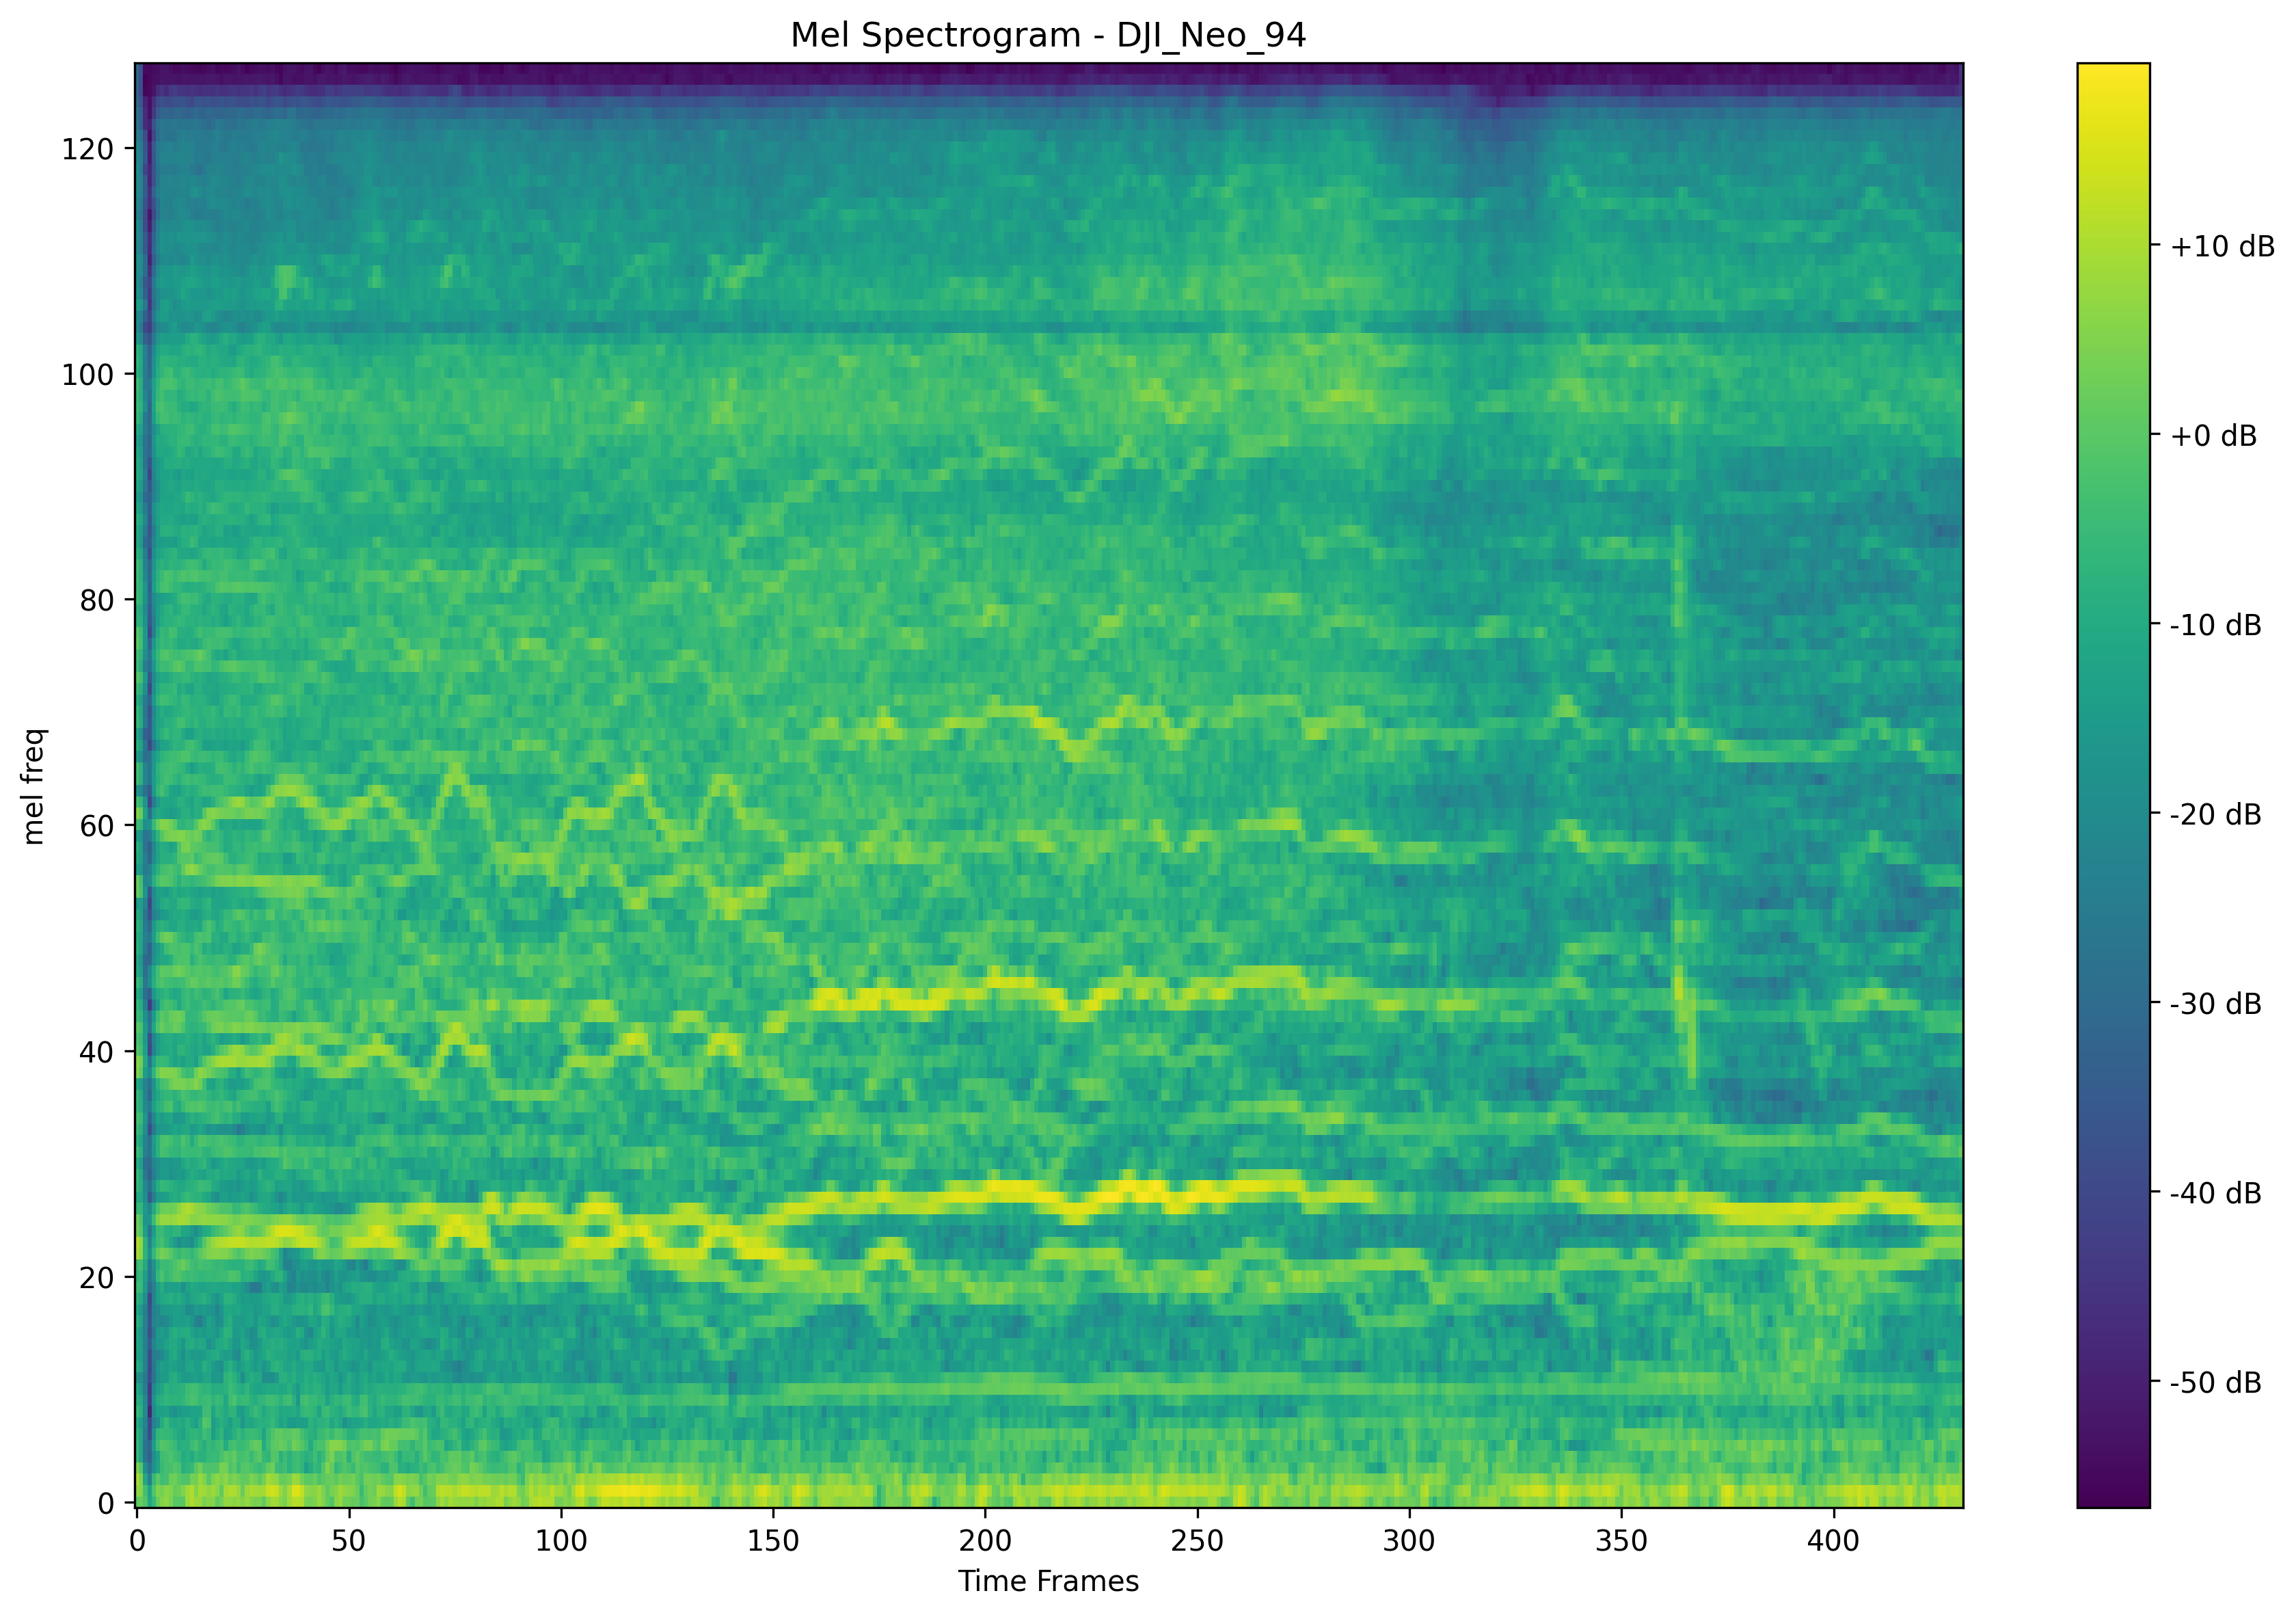 Mel Spectrogram - DJI_Neo_94
mel freq
120
100
80
60
40
20
0
0 50 100 150 200 250 300 350 400
Time Frames
+10 dB
+0 dB
-10 dB
-20 dB
-30 dB
-40 dB
-50 dB